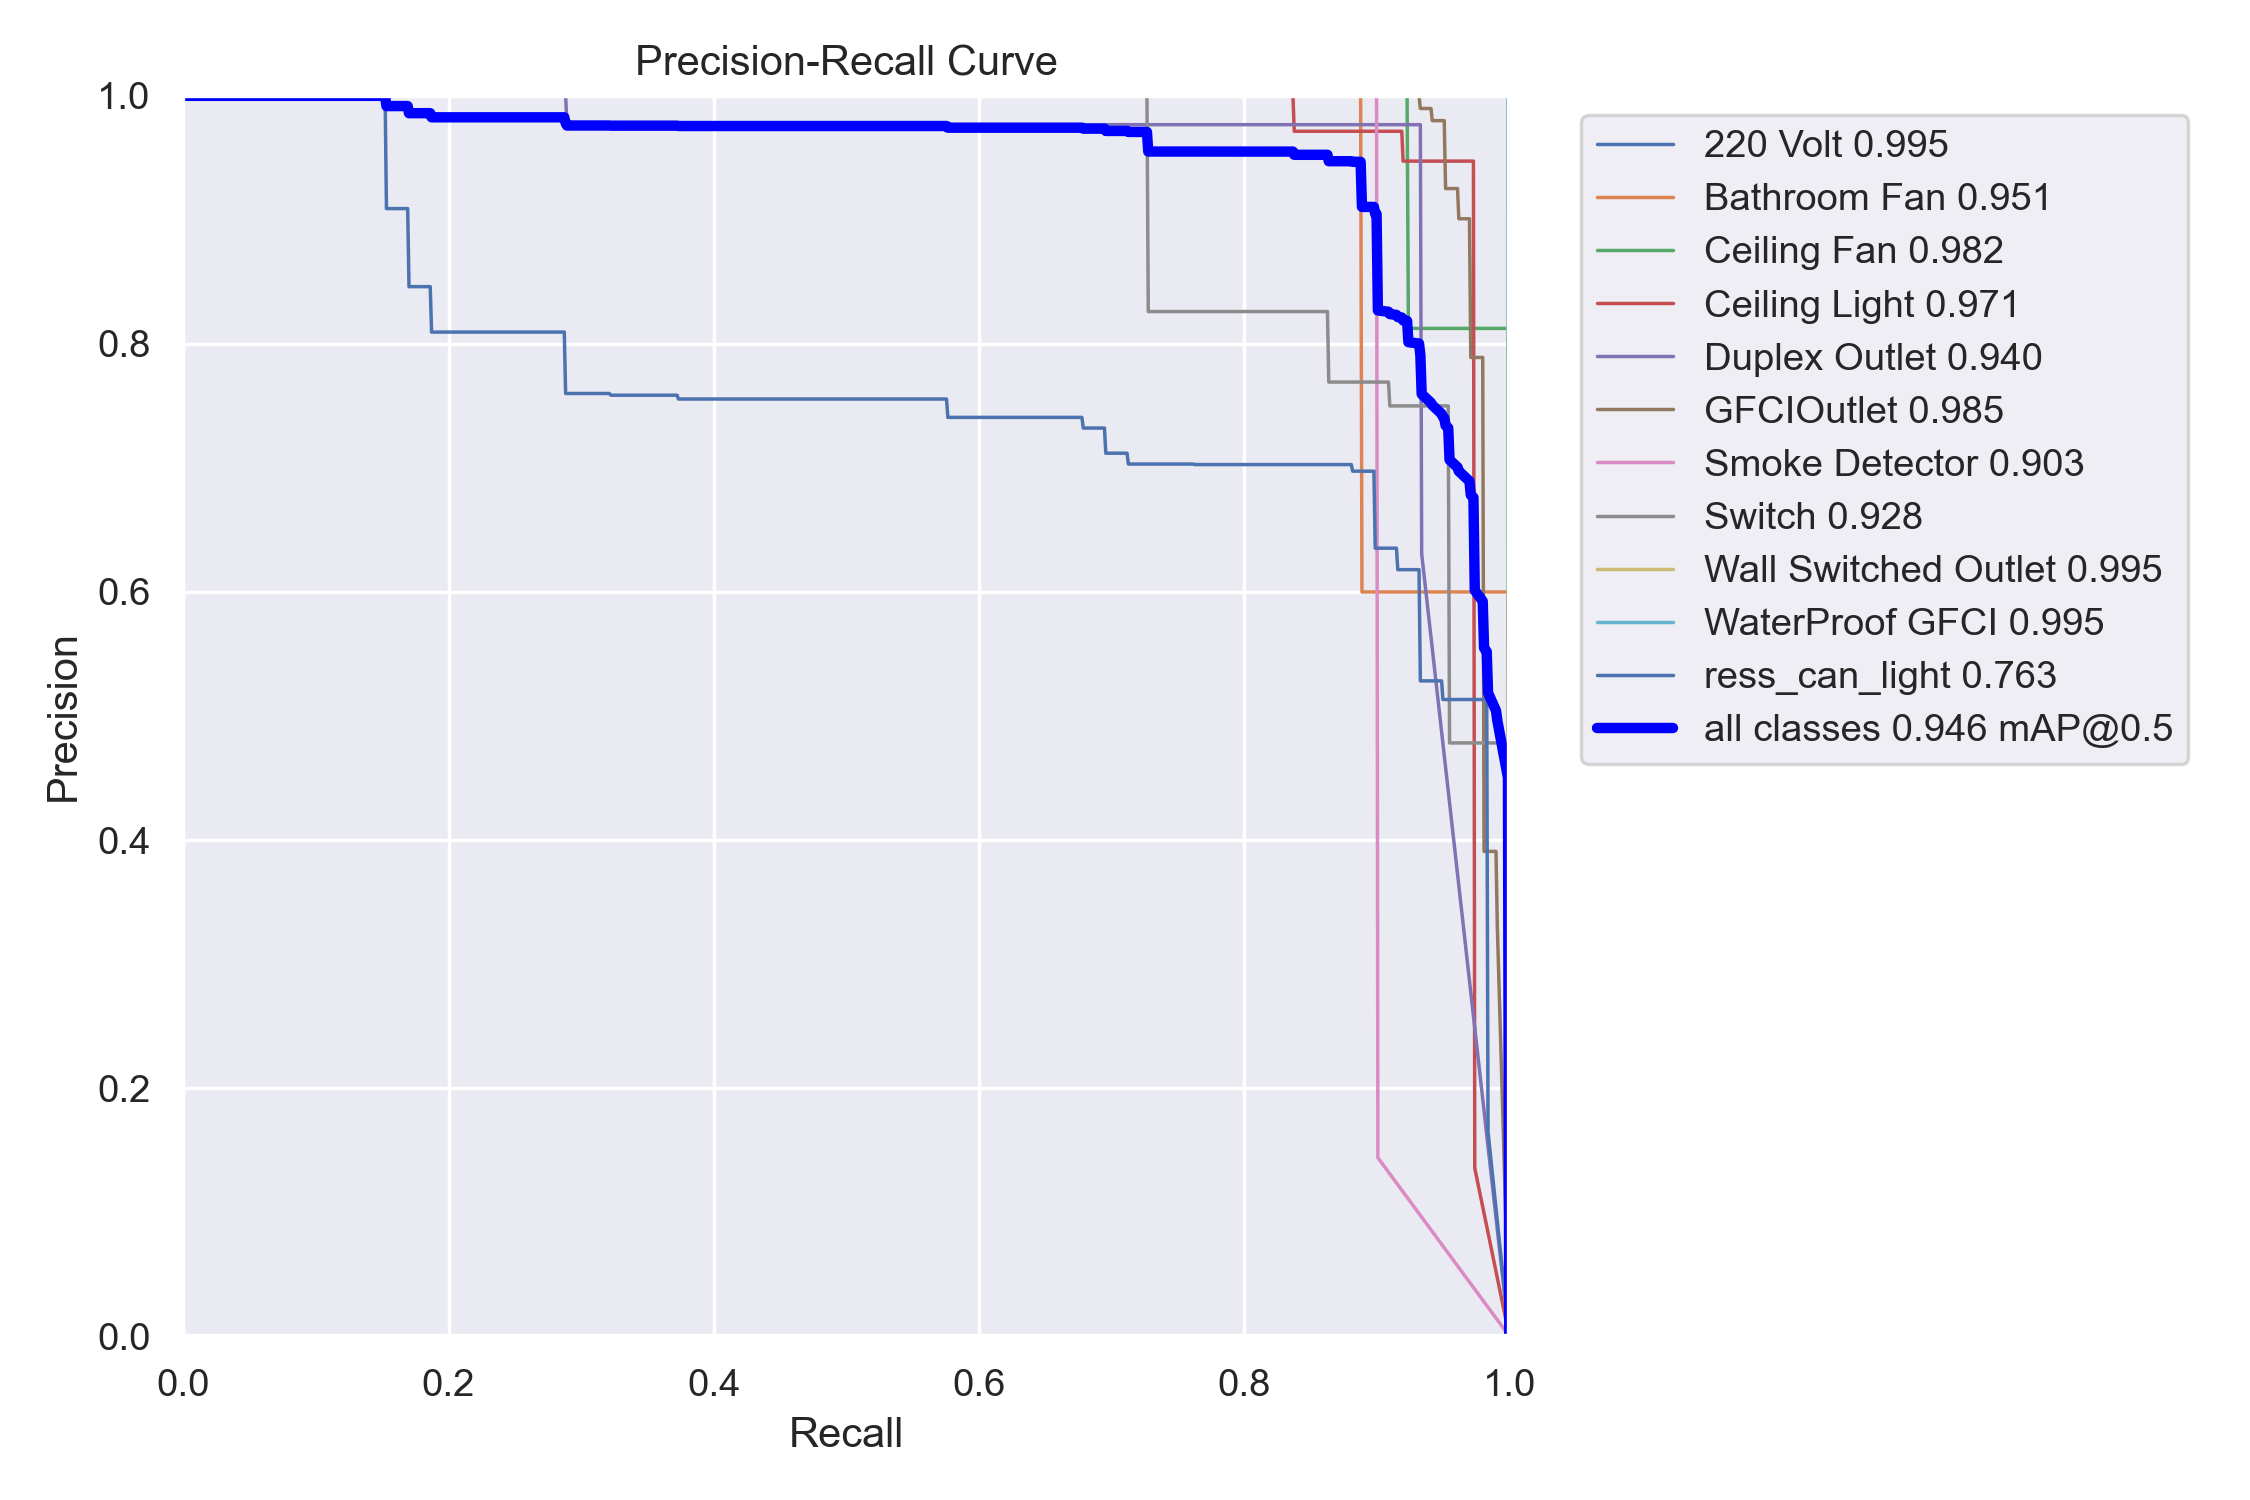 Precision-Recall Curve
1.0
0.8
0.6
0.4
0.2
0.0
Precision
0.0 0.2 0.4 0.6 0.8 1.0
Recall
220 Volt 0.995
Bathroom Fan 0.951
Ceiling Fan 0.982
Ceiling Light 0.971
Duplex Outlet 0.940
GFCIOutlet 0.985
Smoke Detector 0.903
Switch 0.928
Wall Switched Outlet 0.995
WaterProof GFCI 0.995
ress_can_light 0.763
all classes 0.946 mAP@0.5